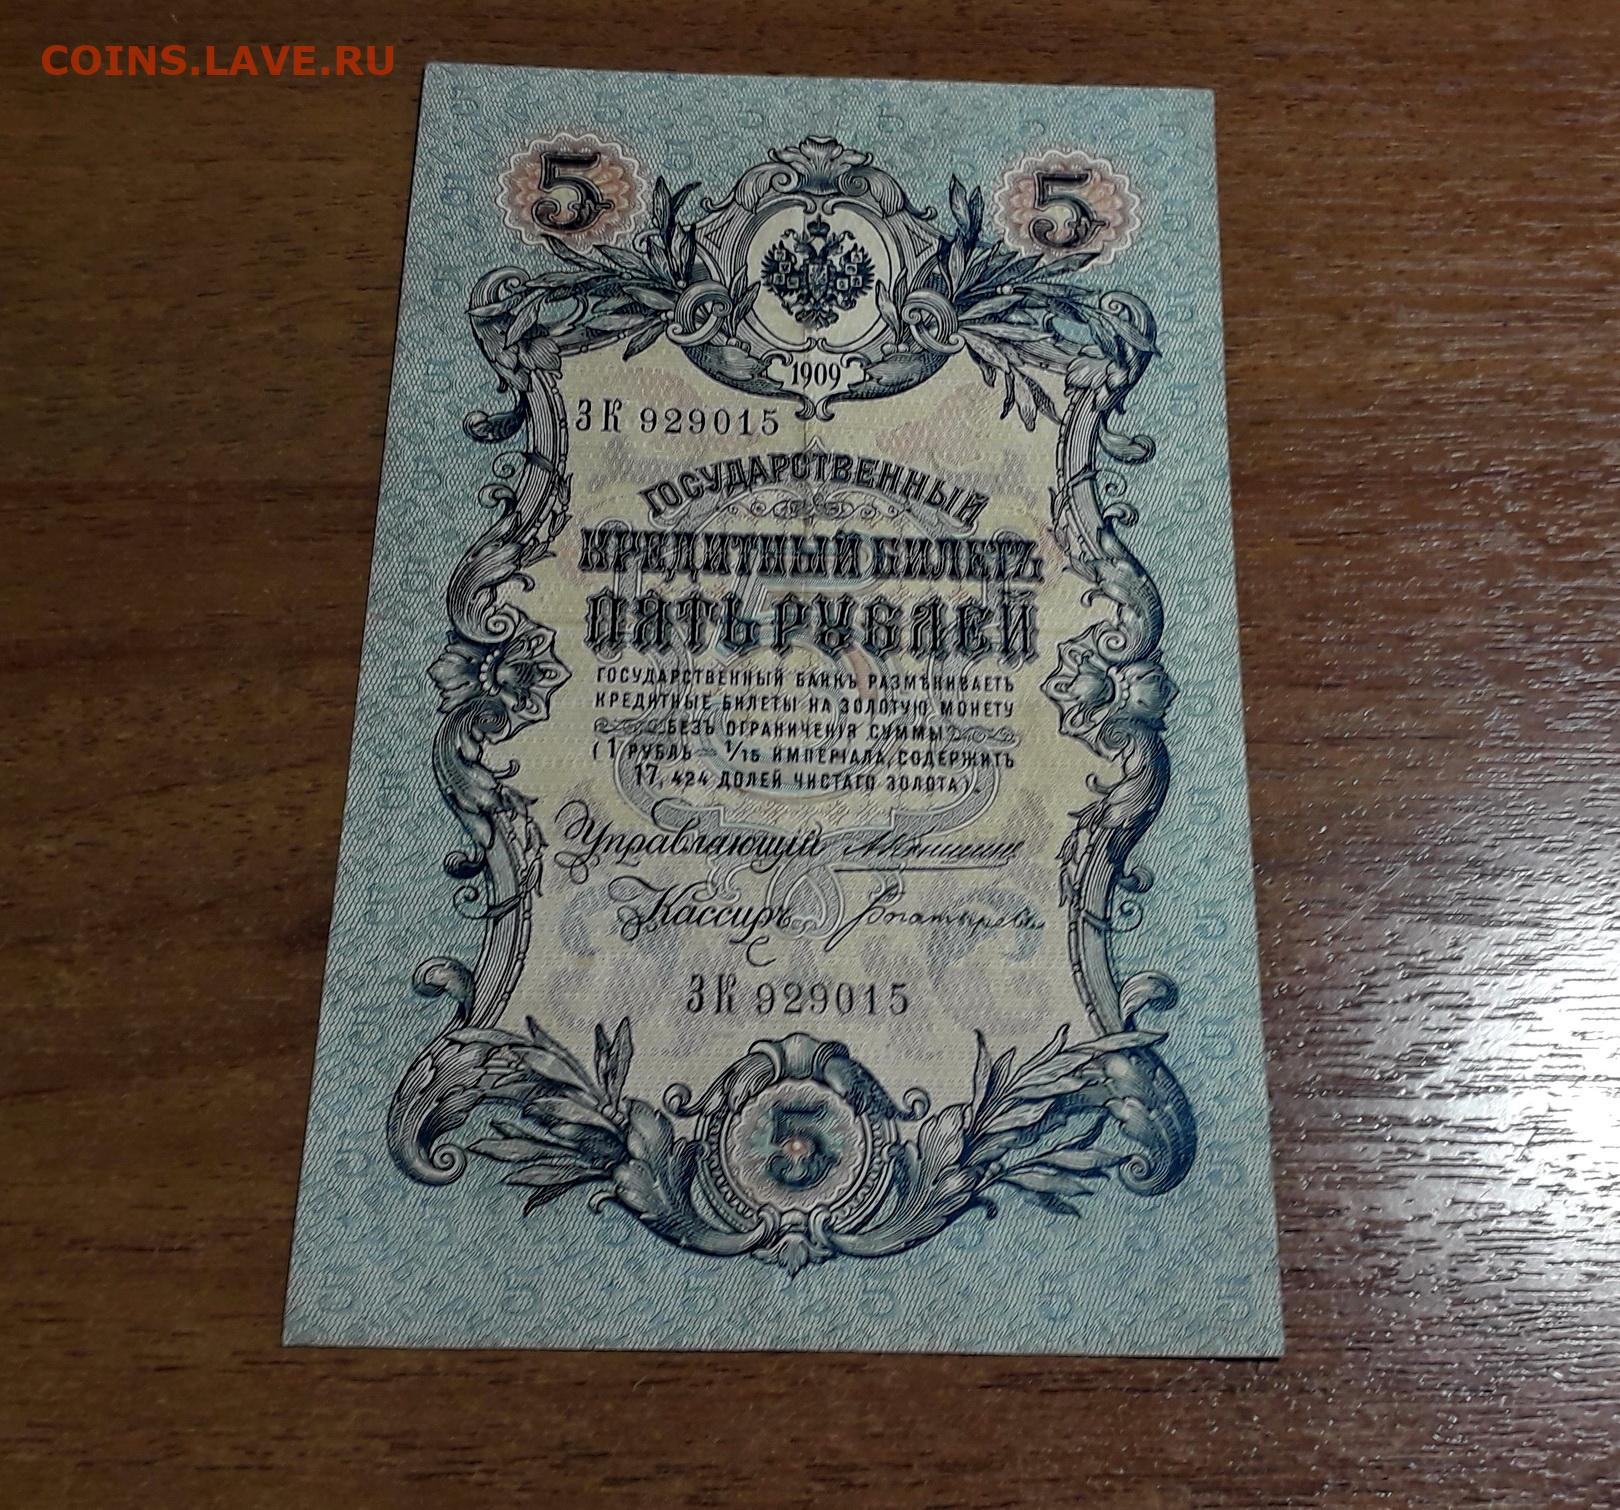 COINS.LAVE.RU
5 5
1909
ЗК 929015
ГОСУДАРСТВЕННЫЙ
КРЕДИТНЫЙ БИЛЕТЪ
ПЯТЬ РУБЛЕЙ
ГОСУДАРСТВЕННЫЙ БАНКЪ РАЗМѢНИВАЕТЪ
КРЕДИТНЫЕ БИЛЕТЫ НА ЗОЛОТУЮ МОНЕТУ
БЕЗЪ ОГРАНИЧЕНІЯ СУММЫ
(1 РУБЛЬ = 1/15 ИМПЕРІАЛА, СОДЕРЖИТЪ
17,424 ДОЛЕЙ ЧИСТАГО ЗОЛОТА).
Управляющій А. Коншинъ
Кассиръ Богатыревъ
ЗК 929015
5